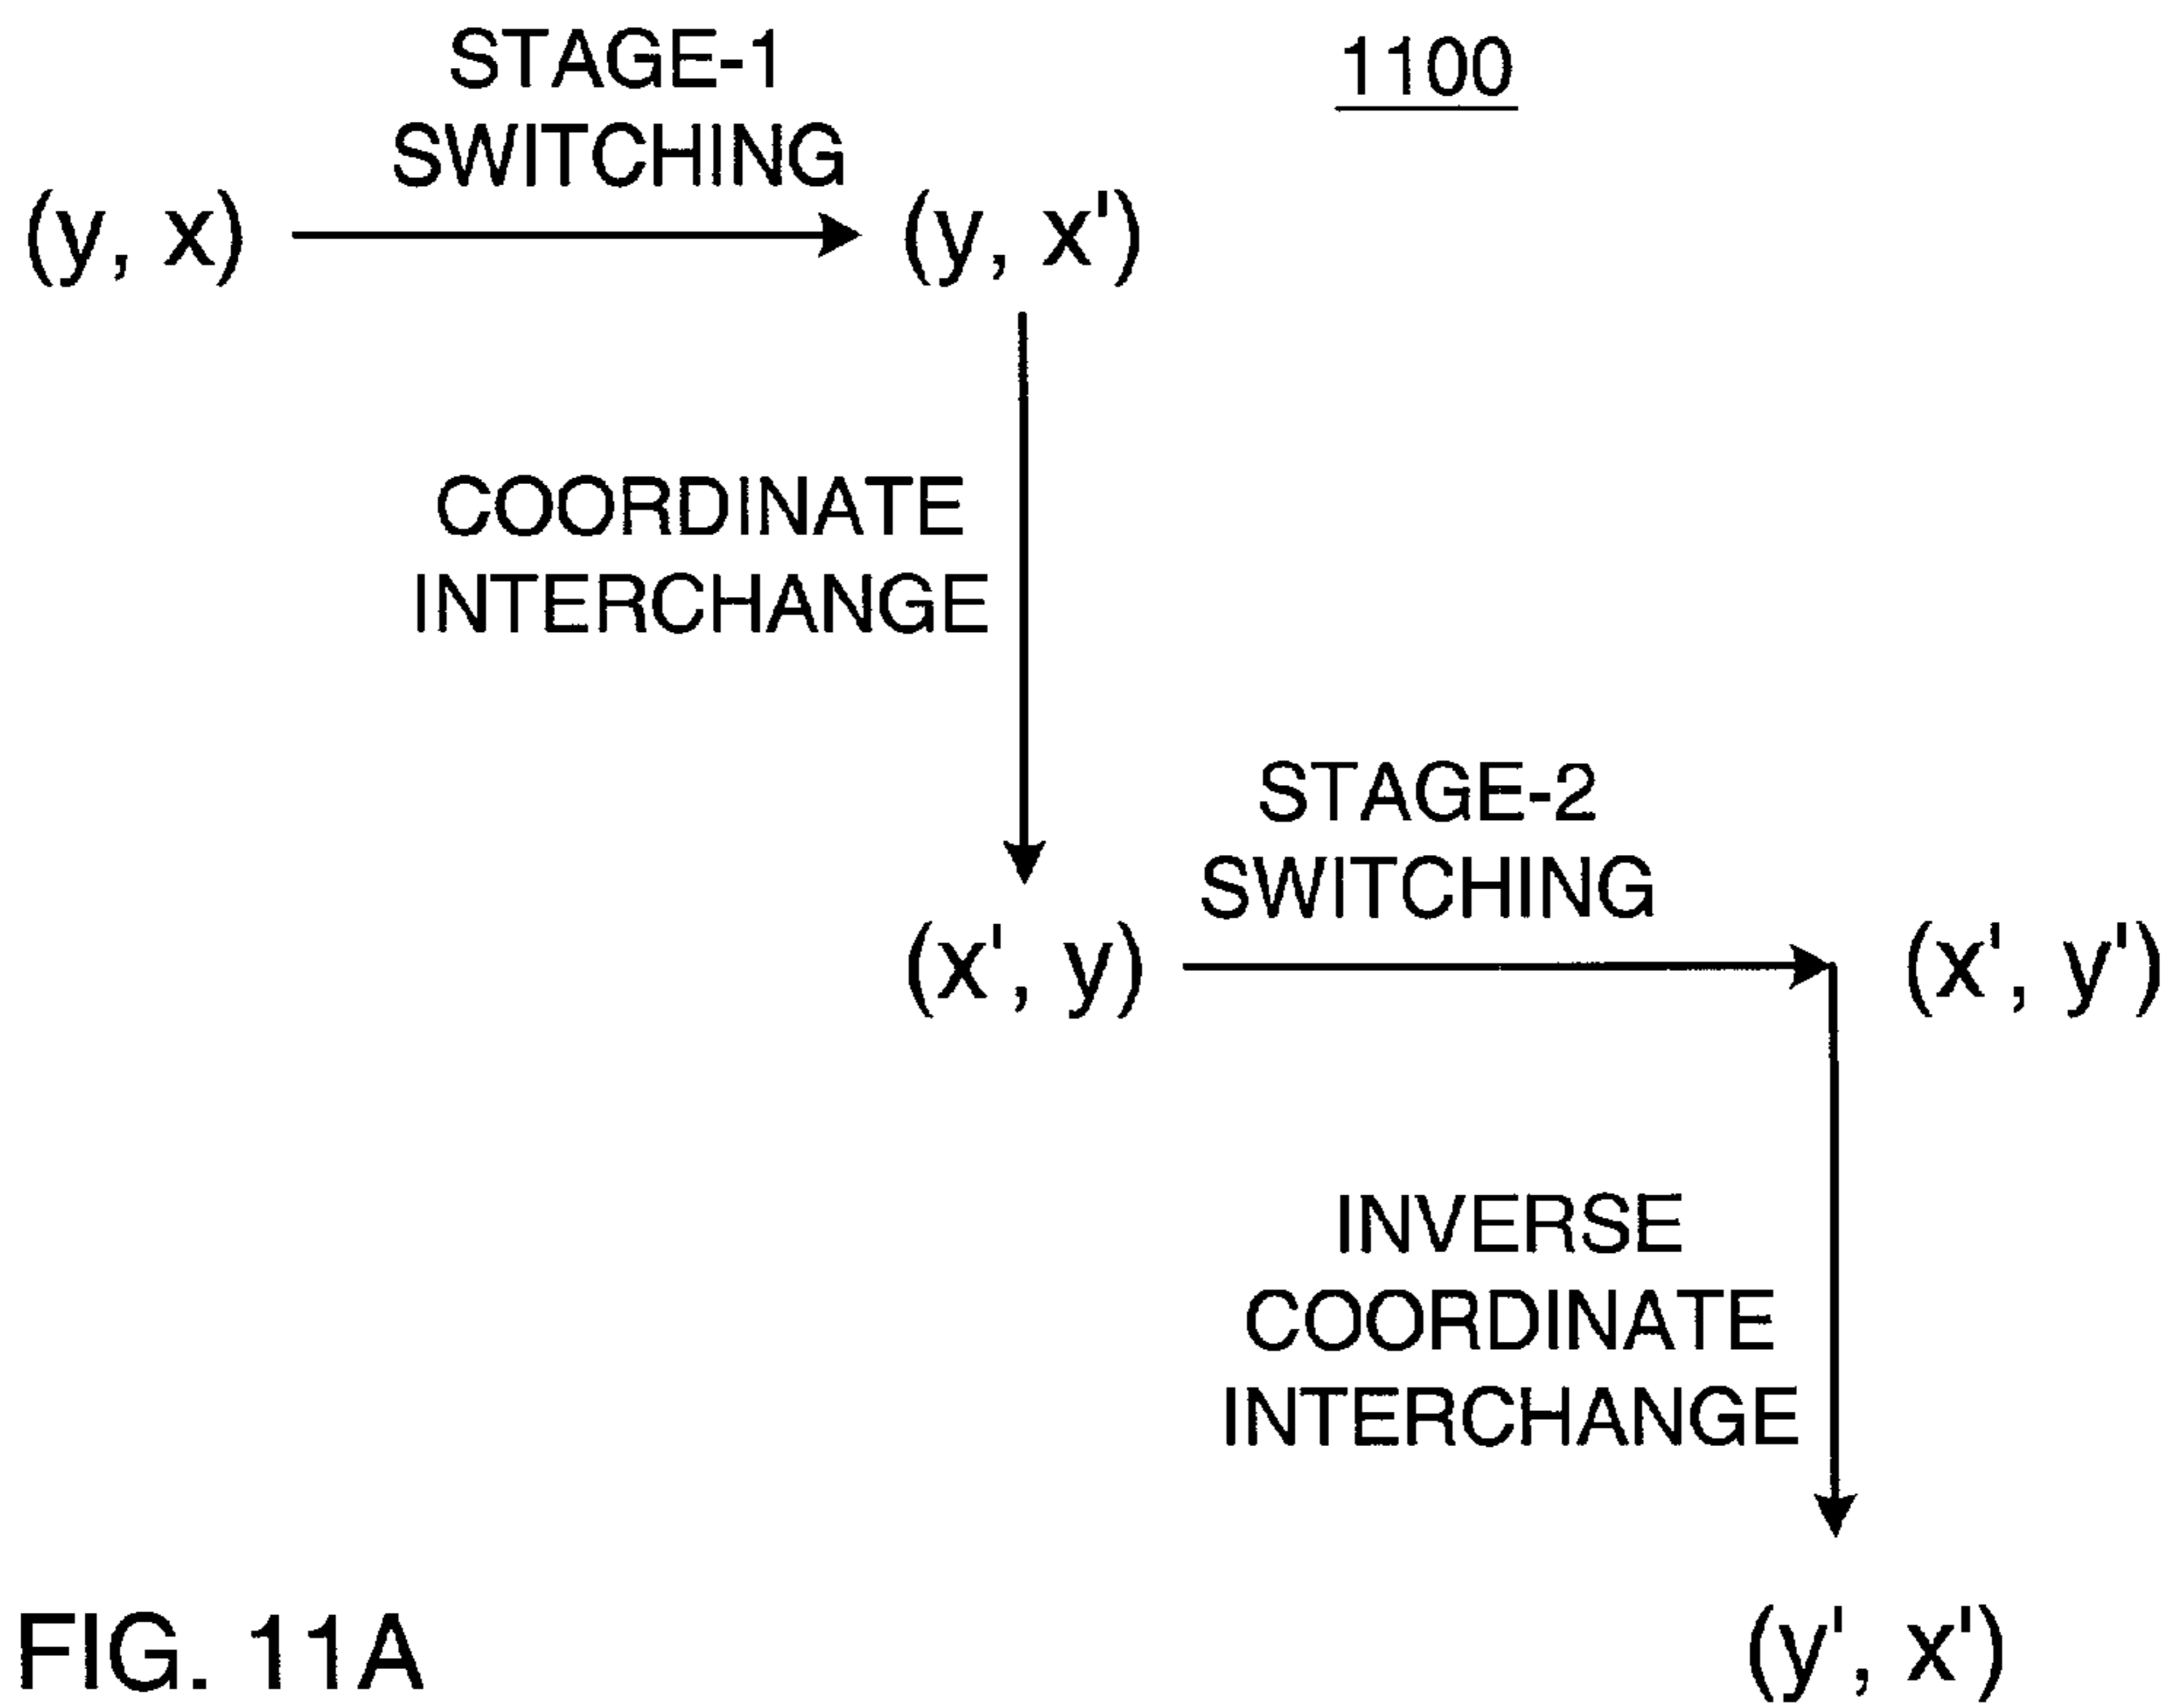 STAGE-1
SWITCHING
1100
(y, x)
(y, x')
COORDINATE
INTERCHANGE
STAGE-2
SWITCHING
(x', y)
(x', y')
INVERSE
COORDINATE
INTERCHANGE
(y', x')
FIG. 11A